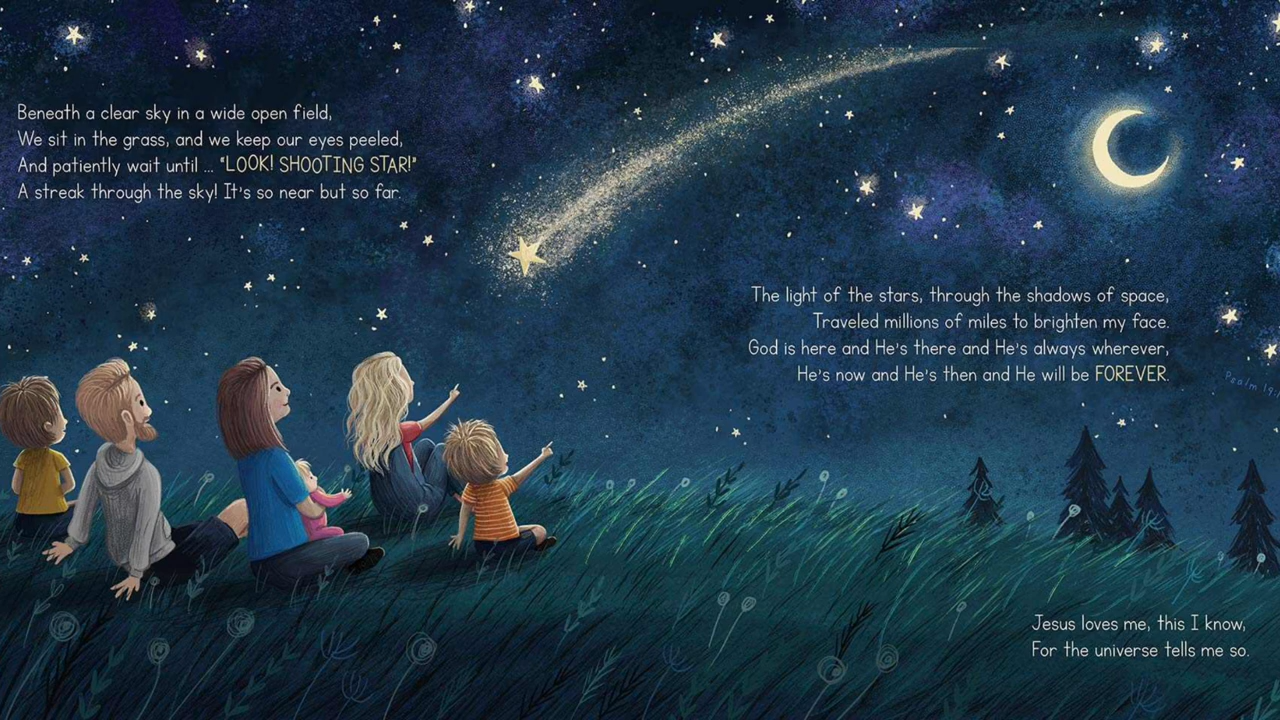 Beneath a clear sky in a wide open field,
We sit in the grass, and we keep our eyes peeled,
And patiently wait until ... "LOOK! SHOOTING STAR!"
A streak through the sky! It's so near but so far.
The light of the stars, through the shadows of space,
Traveled millions of miles to brighten my face.
God is here and He's there and He's always wherever,
He's now and He's then and He will be FOREVER.
Psalm
Jesus loves me, this I know,
For the universe tells me so.